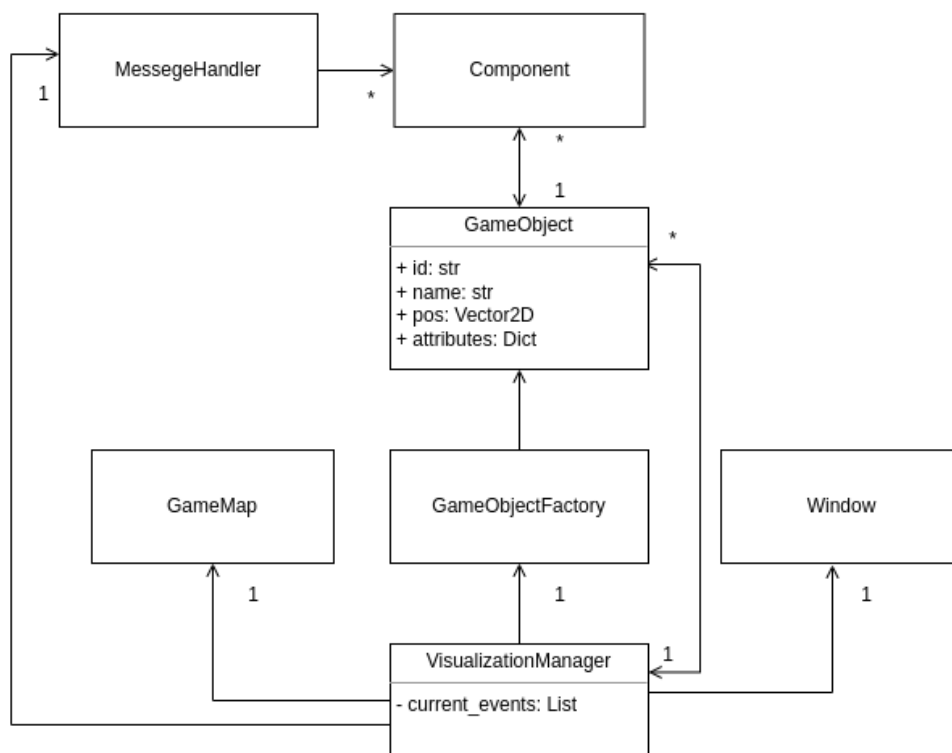 MessegeHandler
Component
1
*
*
1
GameObject
*
+ id: str
+ name: str
+ pos: Vector2D
+ attributes: Dict
GameMap
GameObjectFactory
Window
1
1
1
VisualizationManager
1
- current_events: List